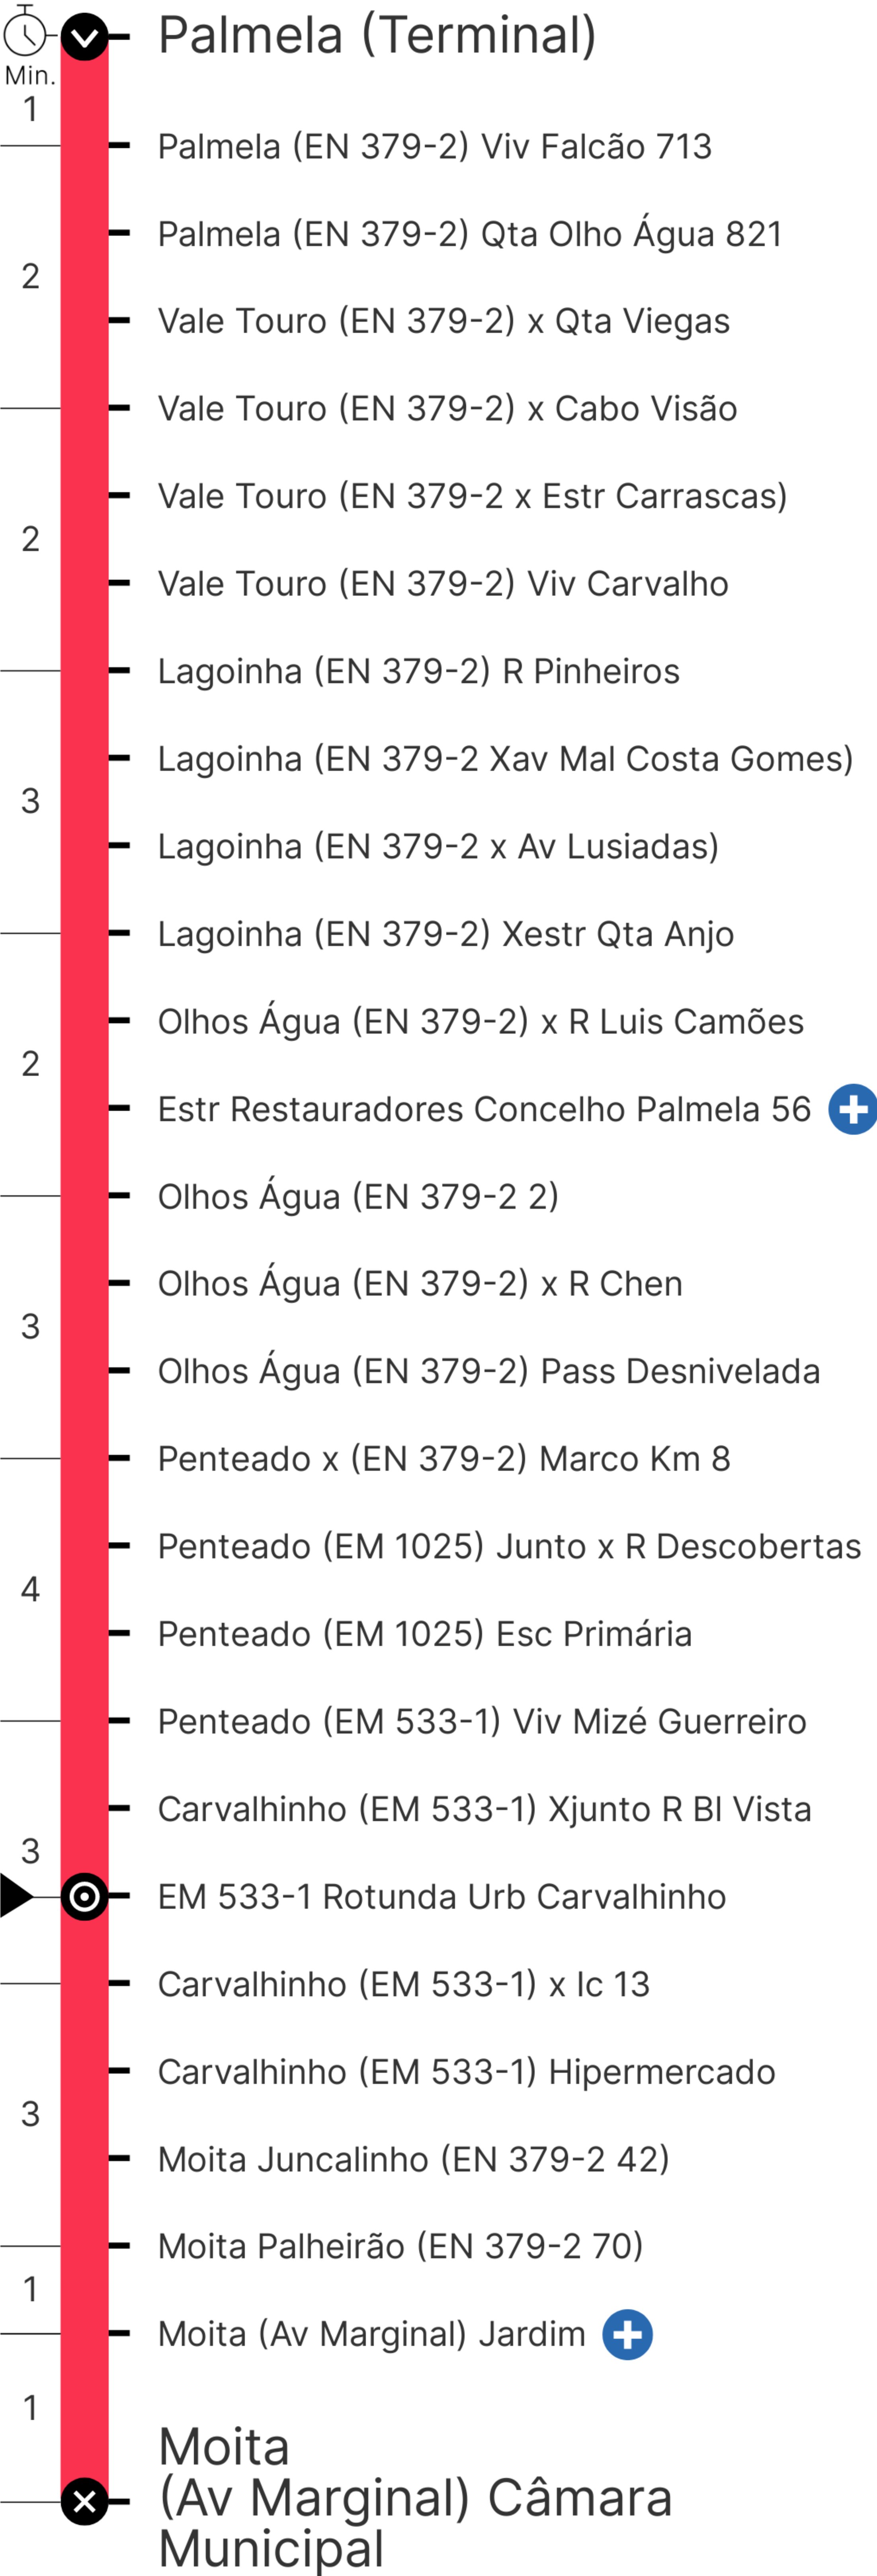 Palmela (Terminal)
Min.
1
Palmela (EN 379-2) Viv Falcão 713
Palmela (EN 379-2) Qta Olho Água 821
2
Vale Touro (EN 379-2) x Qta Viegas
Vale Touro (EN 379-2) x Cabo Visão
Vale Touro (EN 379-2 x Estr Carrascas)
2
Vale Touro (EN 379-2) Viv Carvalho
Lagoinha (EN 379-2) R Pinheiros
Lagoinha (EN 379-2 Xav Mal Costa Gomes)
3
Lagoinha (EN 379-2 x Av Lusiadas)
Lagoinha (EN 379-2) Xestr Qta Anjo
Olhos Água (EN 379-2) x R Luis Camões
2
Estr Restauradores Concelho Palmela 56
Olhos Água (EN 379-2 2)
Olhos Água (EN 379-2) x R Chen
3
Olhos Água (EN 379-2) Pass Desnivelada
Penteado x (EN 379-2) Marco Km 8
Penteado (EM 1025) Junto x R Descobertas
4
Penteado (EM 1025) Esc Primária
Penteado (EM 533-1) Viv Mizé Guerreiro
Carvalhinho (EM 533-1) Xjunto R Bl Vista
3
EM 533-1 Rotunda Urb Carvalhinho
Carvalhinho (EM 533-1) x Ic 13
Carvalhinho (EM 533-1) Hipermercado
3
Moita Juncalinho (EN 379-2 42)
Moita Palheirão (EN 379-2 70)
1
Moita (Av Marginal) Jardim
1
Moita
(Av Marginal) Câmara
Municipal